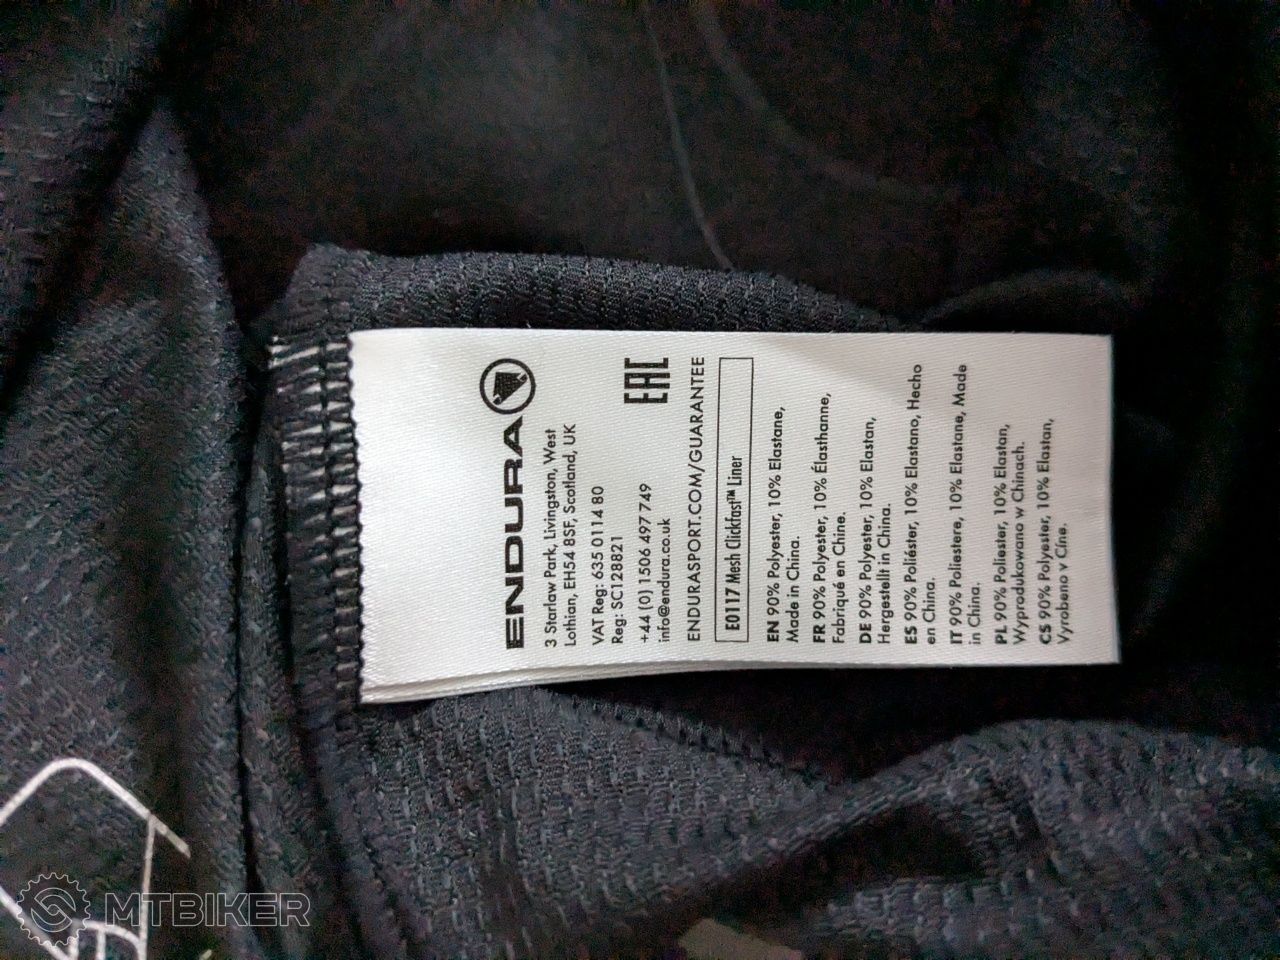 ENDURA
3 Starlaw Park, Livingston, West
Lothian, EH54 8SF, Scotland, UK
VAT Reg: 635 0114 80
Reg: SC128821
EAC
+44 (0) 1506 497 749
info@endura.co.uk
ENDURASPORT.COM/GUARANTEE
E0117 Mesh Clickfast™ Liner
EN 90% Polyester, 10% Elastane,
Made in China.
FR 90% Polyester, 10% Élasthanne,
Fabriqué en Chine.
DE 90% Polyester, 10% Elastan,
Hergestellt in China.
ES 90% Poliéster, 10% Elastano, Hecho
en China.
IT 90% Poliestere, 10% Elastane, Made
in China.
PL 90% Poliester, 10% Elastan,
Wyprodukowano w Chinach.
CS 90% Polyester, 10% Elastan,
Vyrobeno v Číne.
MTBIKER